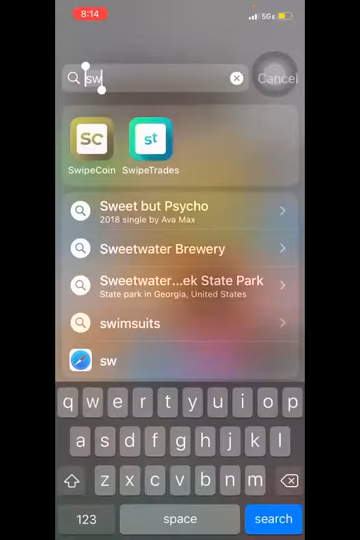 8:14
5G
sw
Cancel
SC
st
SwipeCoin
SwipeTrades
Sweet but Psycho
2018 single by Ava Max
Sweetwater Brewery
Sweetwater...ek State Park
State park in Georgia, United States
swimsuits
sw
q w e r t y u i o p
a s d f g h j k l
z x c v b n m
123
space
search